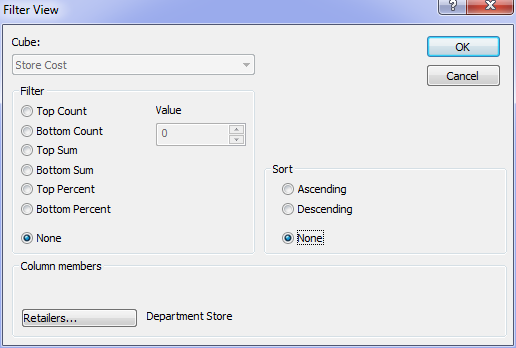 Filter View
?
Cube:
Store Cost
OK
Cancel
Filter
Top Count
Value
Bottom Count
0
Top Sum
Bottom Sum
Top Percent
Bottom Percent
None
Sort
Ascending
Descending
None
Column members
Retailers...
Department Store